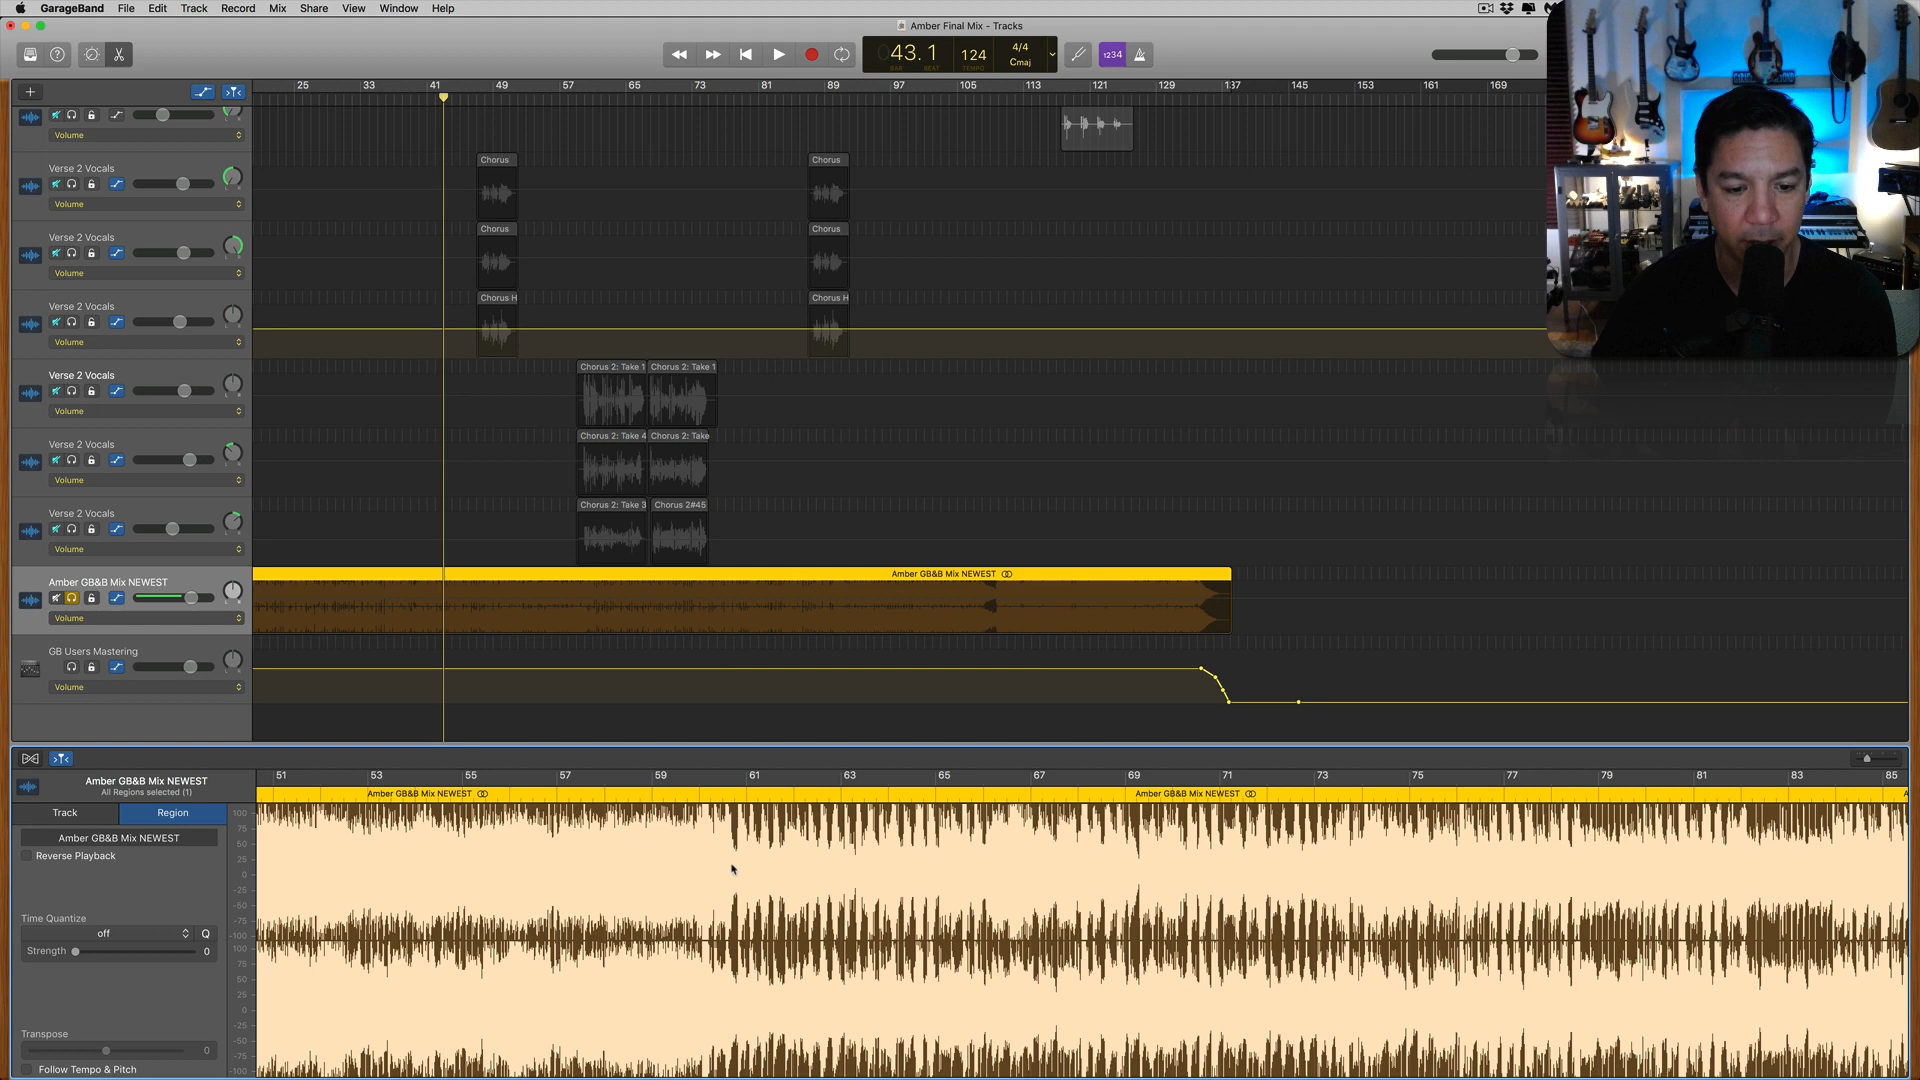 GarageBand File Edit Track Record Mix Share View Window Help
Amber Final Mix - Tracks
43.1 124 4/4 Cmaj
BAR BEAT TEMPO
1234
25 33 41 49 57 65 73 81 89 97 105 113 121 129 137 145 153 161 169
Volume
Verse 2 Vocals
Chorus Chorus
Volume
Verse 2 Vocals
Chorus Chorus
Volume
Verse 2 Vocals
Chorus H Chorus H
Volume
Verse 2 Vocals
Chorus 2: Take 1 Chorus 2: Take 1
Volume
Verse 2 Vocals
Chorus 2: Take 4 Chorus 2: Take
Volume
Verse 2 Vocals
Chorus 2: Take 3 Chorus 2#45
Volume
Amber GB&B Mix NEWEST
Amber GB&B Mix NEWEST
Volume
GB Users Mastering
Volume
Amber GB&B Mix NEWEST
All Regions selected (1)
51 53 55 57 59 61 63 65 67 69 71 73 75 77 79 81 83 85
Amber GB&B Mix NEWEST Amber GB&B Mix NEWEST A
Track Region
Amber GB&B Mix NEWEST
Reverse Playback
Time Quantize
off Q
Strength 0
Transpose
0
Follow Tempo & Pitch
100
75
50
25
0
-25
-50
-75
-100
100
75
50
25
0
-25
-50
-75
-100